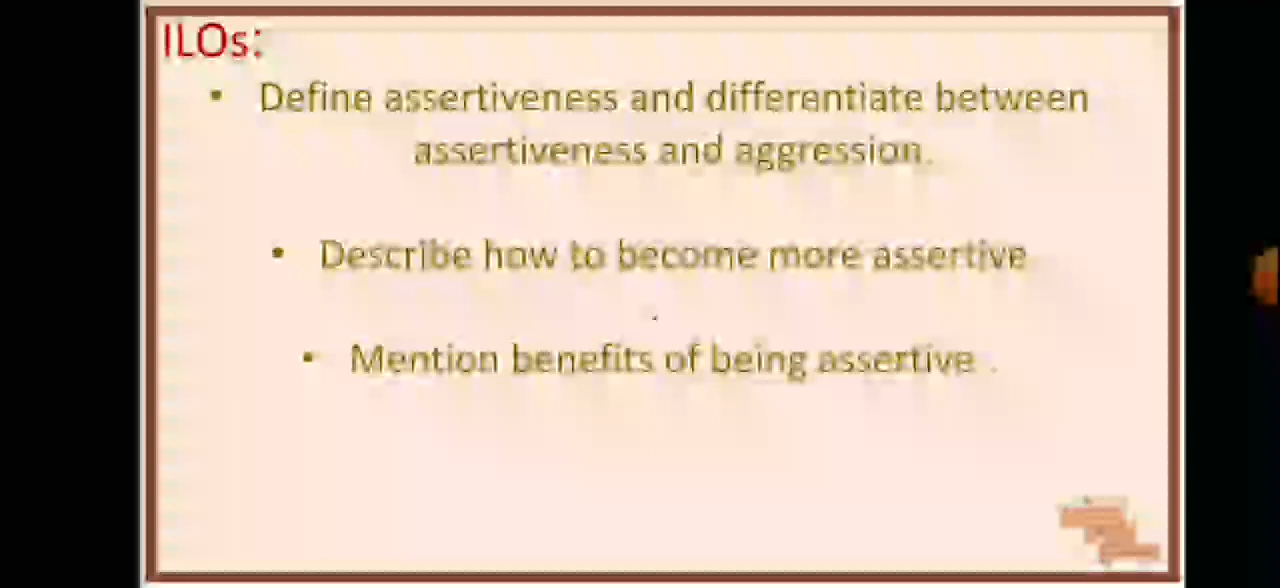 ILOs:
• Define assertiveness and differentiate between
assertiveness and aggression.
• Describe how to become more assertive
.
• Mention benefits of being assertive .